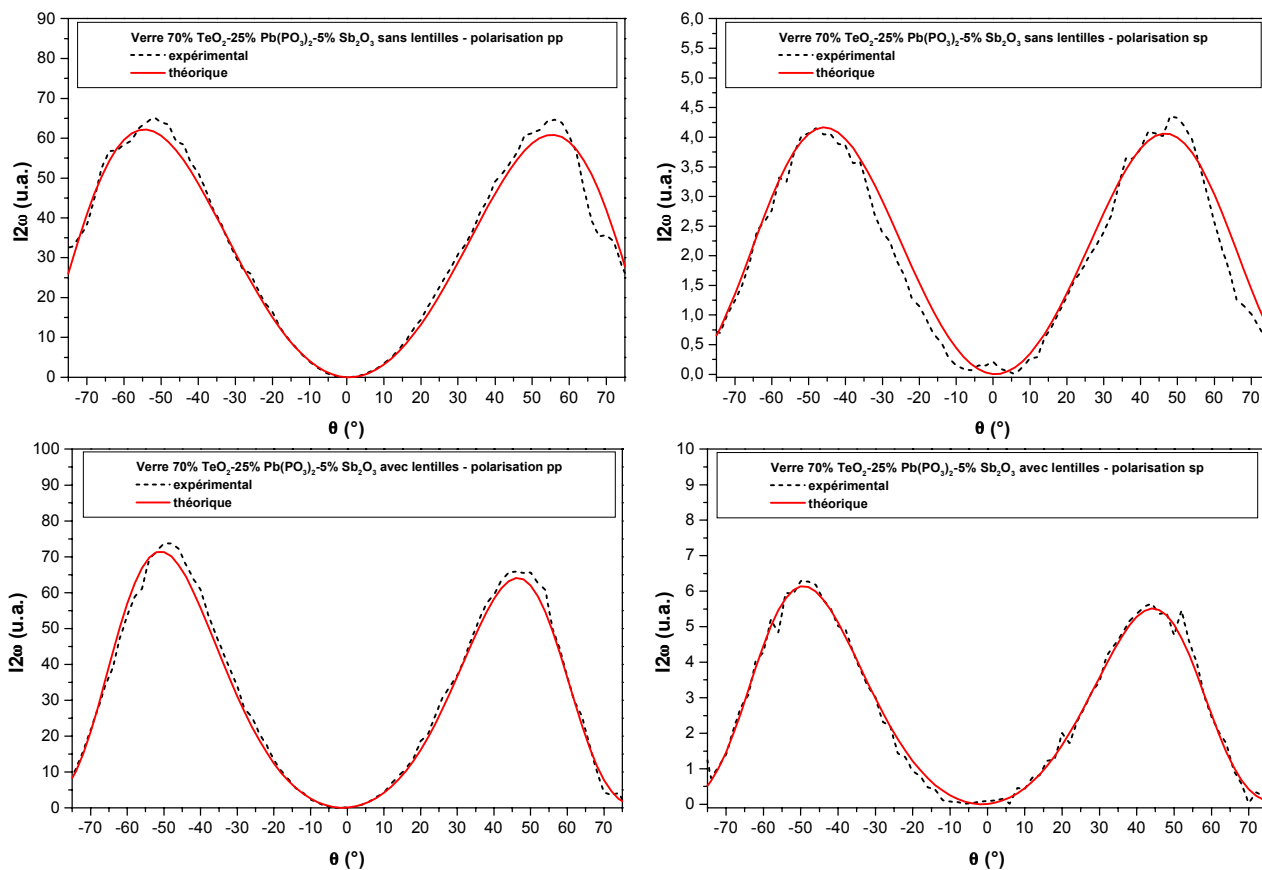 Verre 70% TeO2-25% Pb(PO3)2-5% Sb2O3 sans lentilles - polarisation pp
expérimental
théorique
90
85
80
75
70
65
60
55
50
45
40
35
30
25
20
15
10
5
0
I2ω (u.a.)
-70 -60 -50 -40 -30 -20 -10 0 10 20 30 40 50 60 70
θ (°)
Verre 70% TeO2-25% Pb(PO3)2-5% Sb2O3 sans lentilles - polarisation sp
expérimental
théorique
6,0
5,5
5,0
4,5
4,0
3,5
3,0
2,5
2,0
1,5
1,0
0,5
0,0
I2ω (u.a.)
-70 -60 -50 -40 -30 -20 -10 0 10 20 30 40 50 60 70
θ (°)
Verre 70% TeO2-25% Pb(PO3)2-5% Sb2O3 avec lentilles - polarisation pp
expérimental
théorique
100
90
80
70
60
50
40
30
20
10
0
I2ω (u.a.)
-70 -60 -50 -40 -30 -20 -10 0 10 20 30 40 50 60 70
θ (°)
Verre 70% TeO2-25% Pb(PO3)2-5% Sb2O3 avec lentilles - polarisation sp
expérimental
théorique
10
9
8
7
6
5
4
3
2
1
0
I2ω (u.a.)
-70 -60 -50 -40 -30 -20 -10 0 10 20 30 40 50 60 70
θ (°)